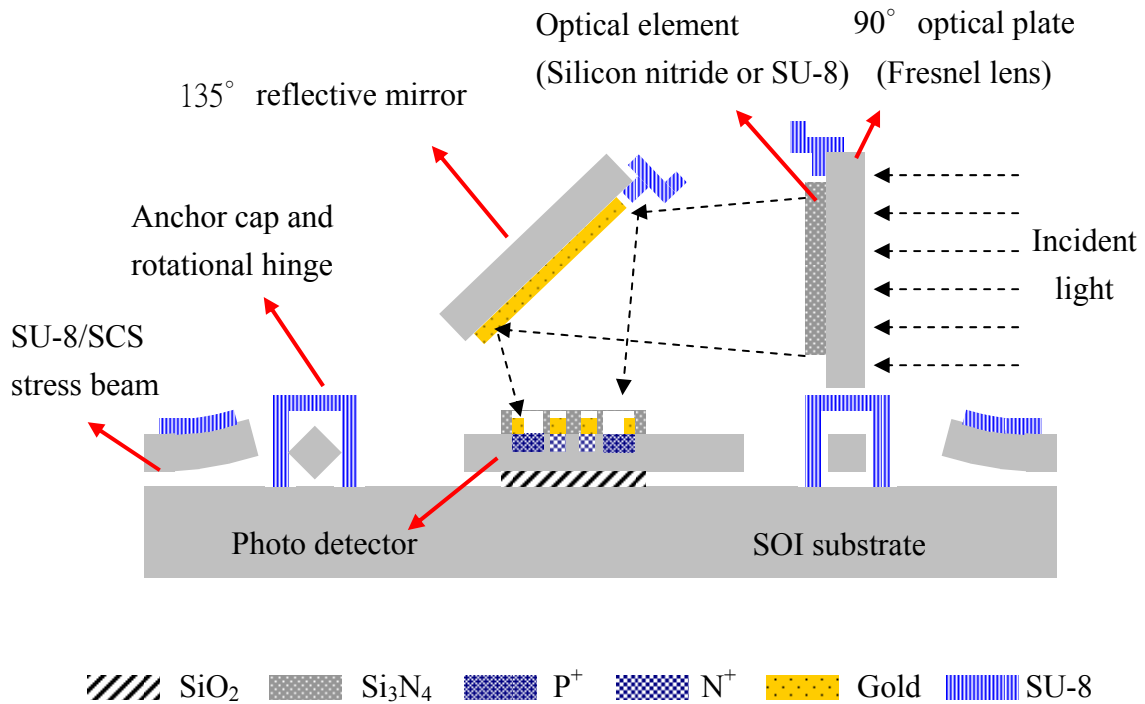 Optical element
(Silicon nitride or SU-8)
90° optical plate
(Fresnel lens)
135° reflective mirror
Anchor cap and
rotational hinge
Incident
light
SU-8/SCS
stress beam
Photo detector
SOI substrate
SiO₂
Si₃N₄
P⁺
N⁺
Gold
SU-8